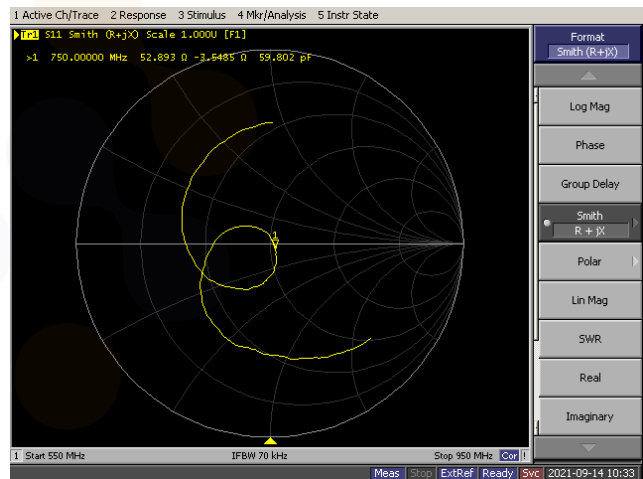 1 Active Ch/Trace 2 Response 3 Stimulus 4 Mkr/Analysis 5 Instr State
Tr1 S11 Smith (R+jX) Scale 1.000U [F1]
>1 750.00000 MHz 52.893 Ω -3.5485 Ω 59.802 pF
1
Format
Smith (R+jX)
Log Mag
Phase
Group Delay
Smith
R + jX
Polar
Lin Mag
SWR
Real
Imaginary
1 Start 550 MHz IFBW 70 kHz Stop 950 MHz Cor !
Meas Stop ExtRef Ready Svc 2021-09-14 10:33